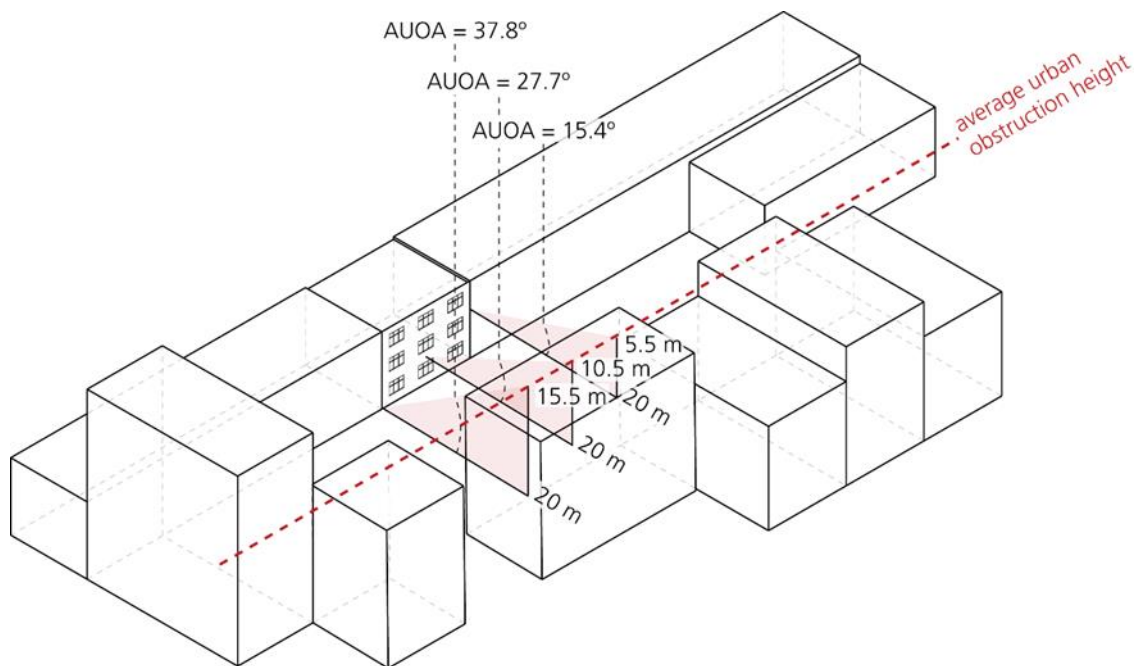 AUOA = 37.8º
AUOA = 27.7º
AUOA = 15.4º
average urban
obstruction height
5.5 m
10.5 m
15.5 m
20 m
20 m
20 m